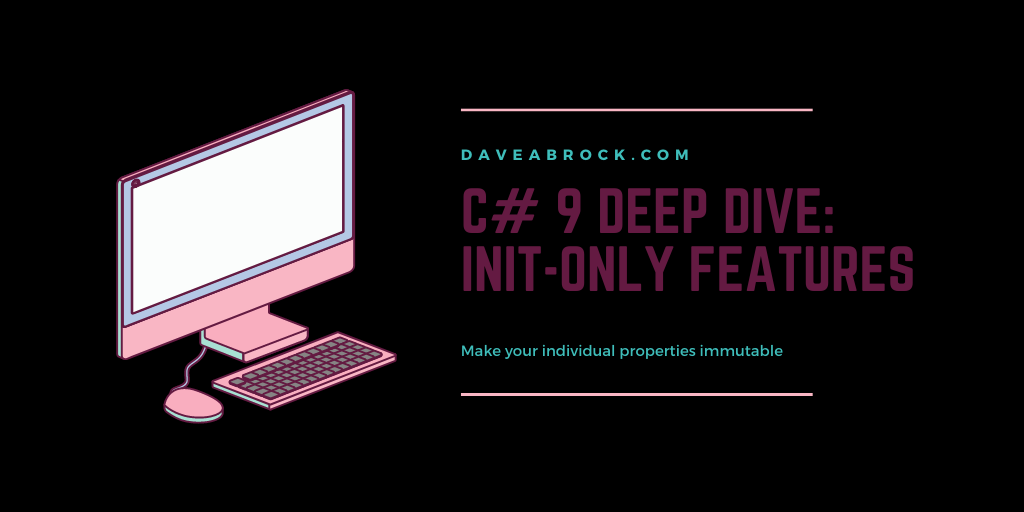 DAVEABROCK.COM
C# 9 DEEP DIVE:
INIT-ONLY FEATURES
Make your individual properties immutable